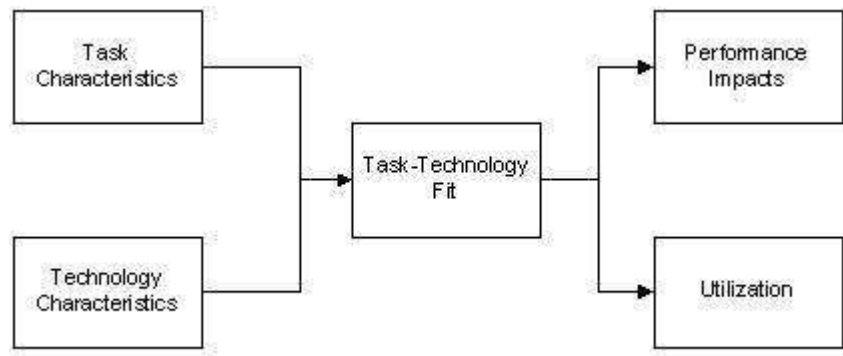 Task
Characteristics
Performance
Impacts
Task-Technology
Fit
Technology
Characteristics
Utilization